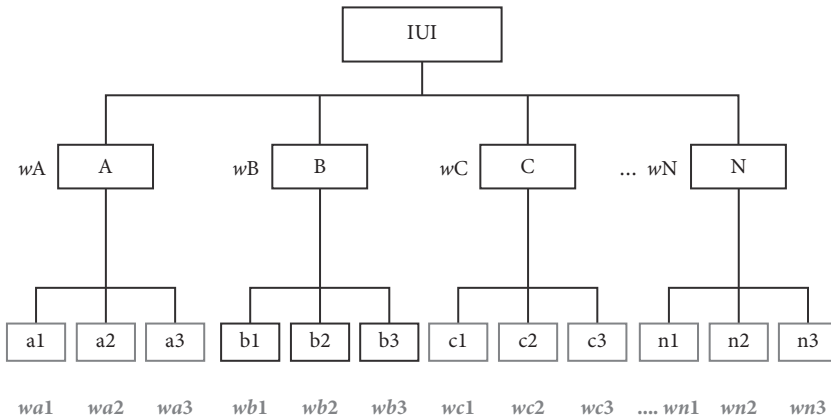 IUI
wA A wB B wC C ... wN N
a1 a2 a3 b1 b2 b3 c1 c2 c3 n1 n2 n3
wa1 wa2 wa3 wb1 wb2 wb3 wc1 wc2 wc3 .... wn1 wn2 wn3